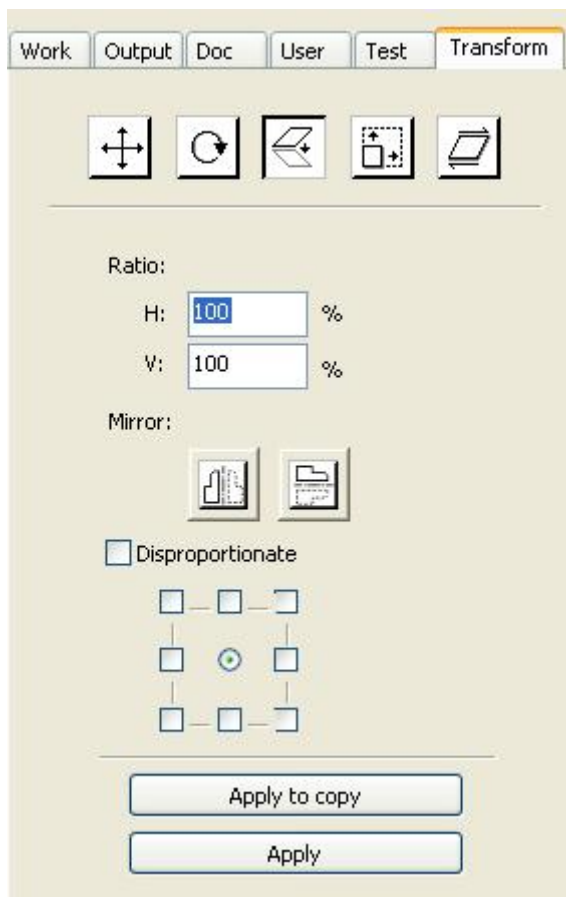 Work Output Doc User Test Transform
Ratio:
H: 100 %
V: 100 %
Mirror:
Disproportionate
Apply to copy
Apply